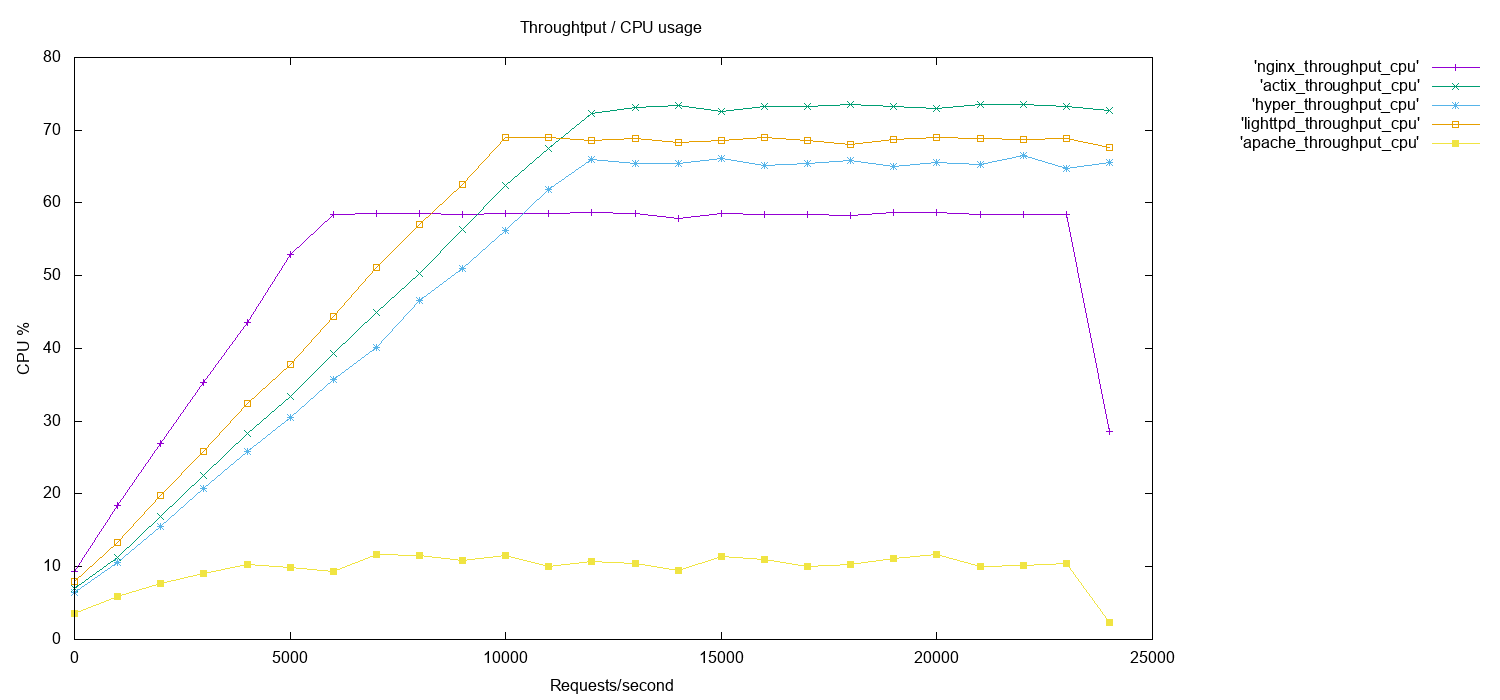 Throughtput / CPU usage
'nginx_throughput_cpu'
'actix_throughput_cpu'
'hyper_throughput_cpu'
'lighttpd_throughput_cpu'
'apache_throughput_cpu'
80
70
60
50
40
30
20
10
0
CPU %
0 5000 10000 15000 20000 25000
Requests/second